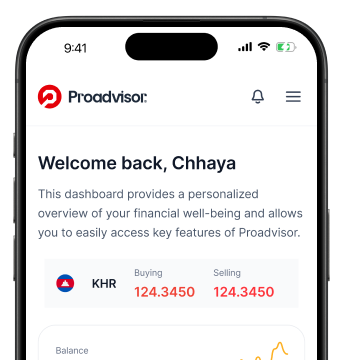 9:41
Proadvisor
Welcome back, Chhaya
This dashboard provides a personalized
overview of your financial well-being and allows
you to easily access key features of Proadvisor.
KHR
Buying
124.3450
Selling
124.3450
Balance